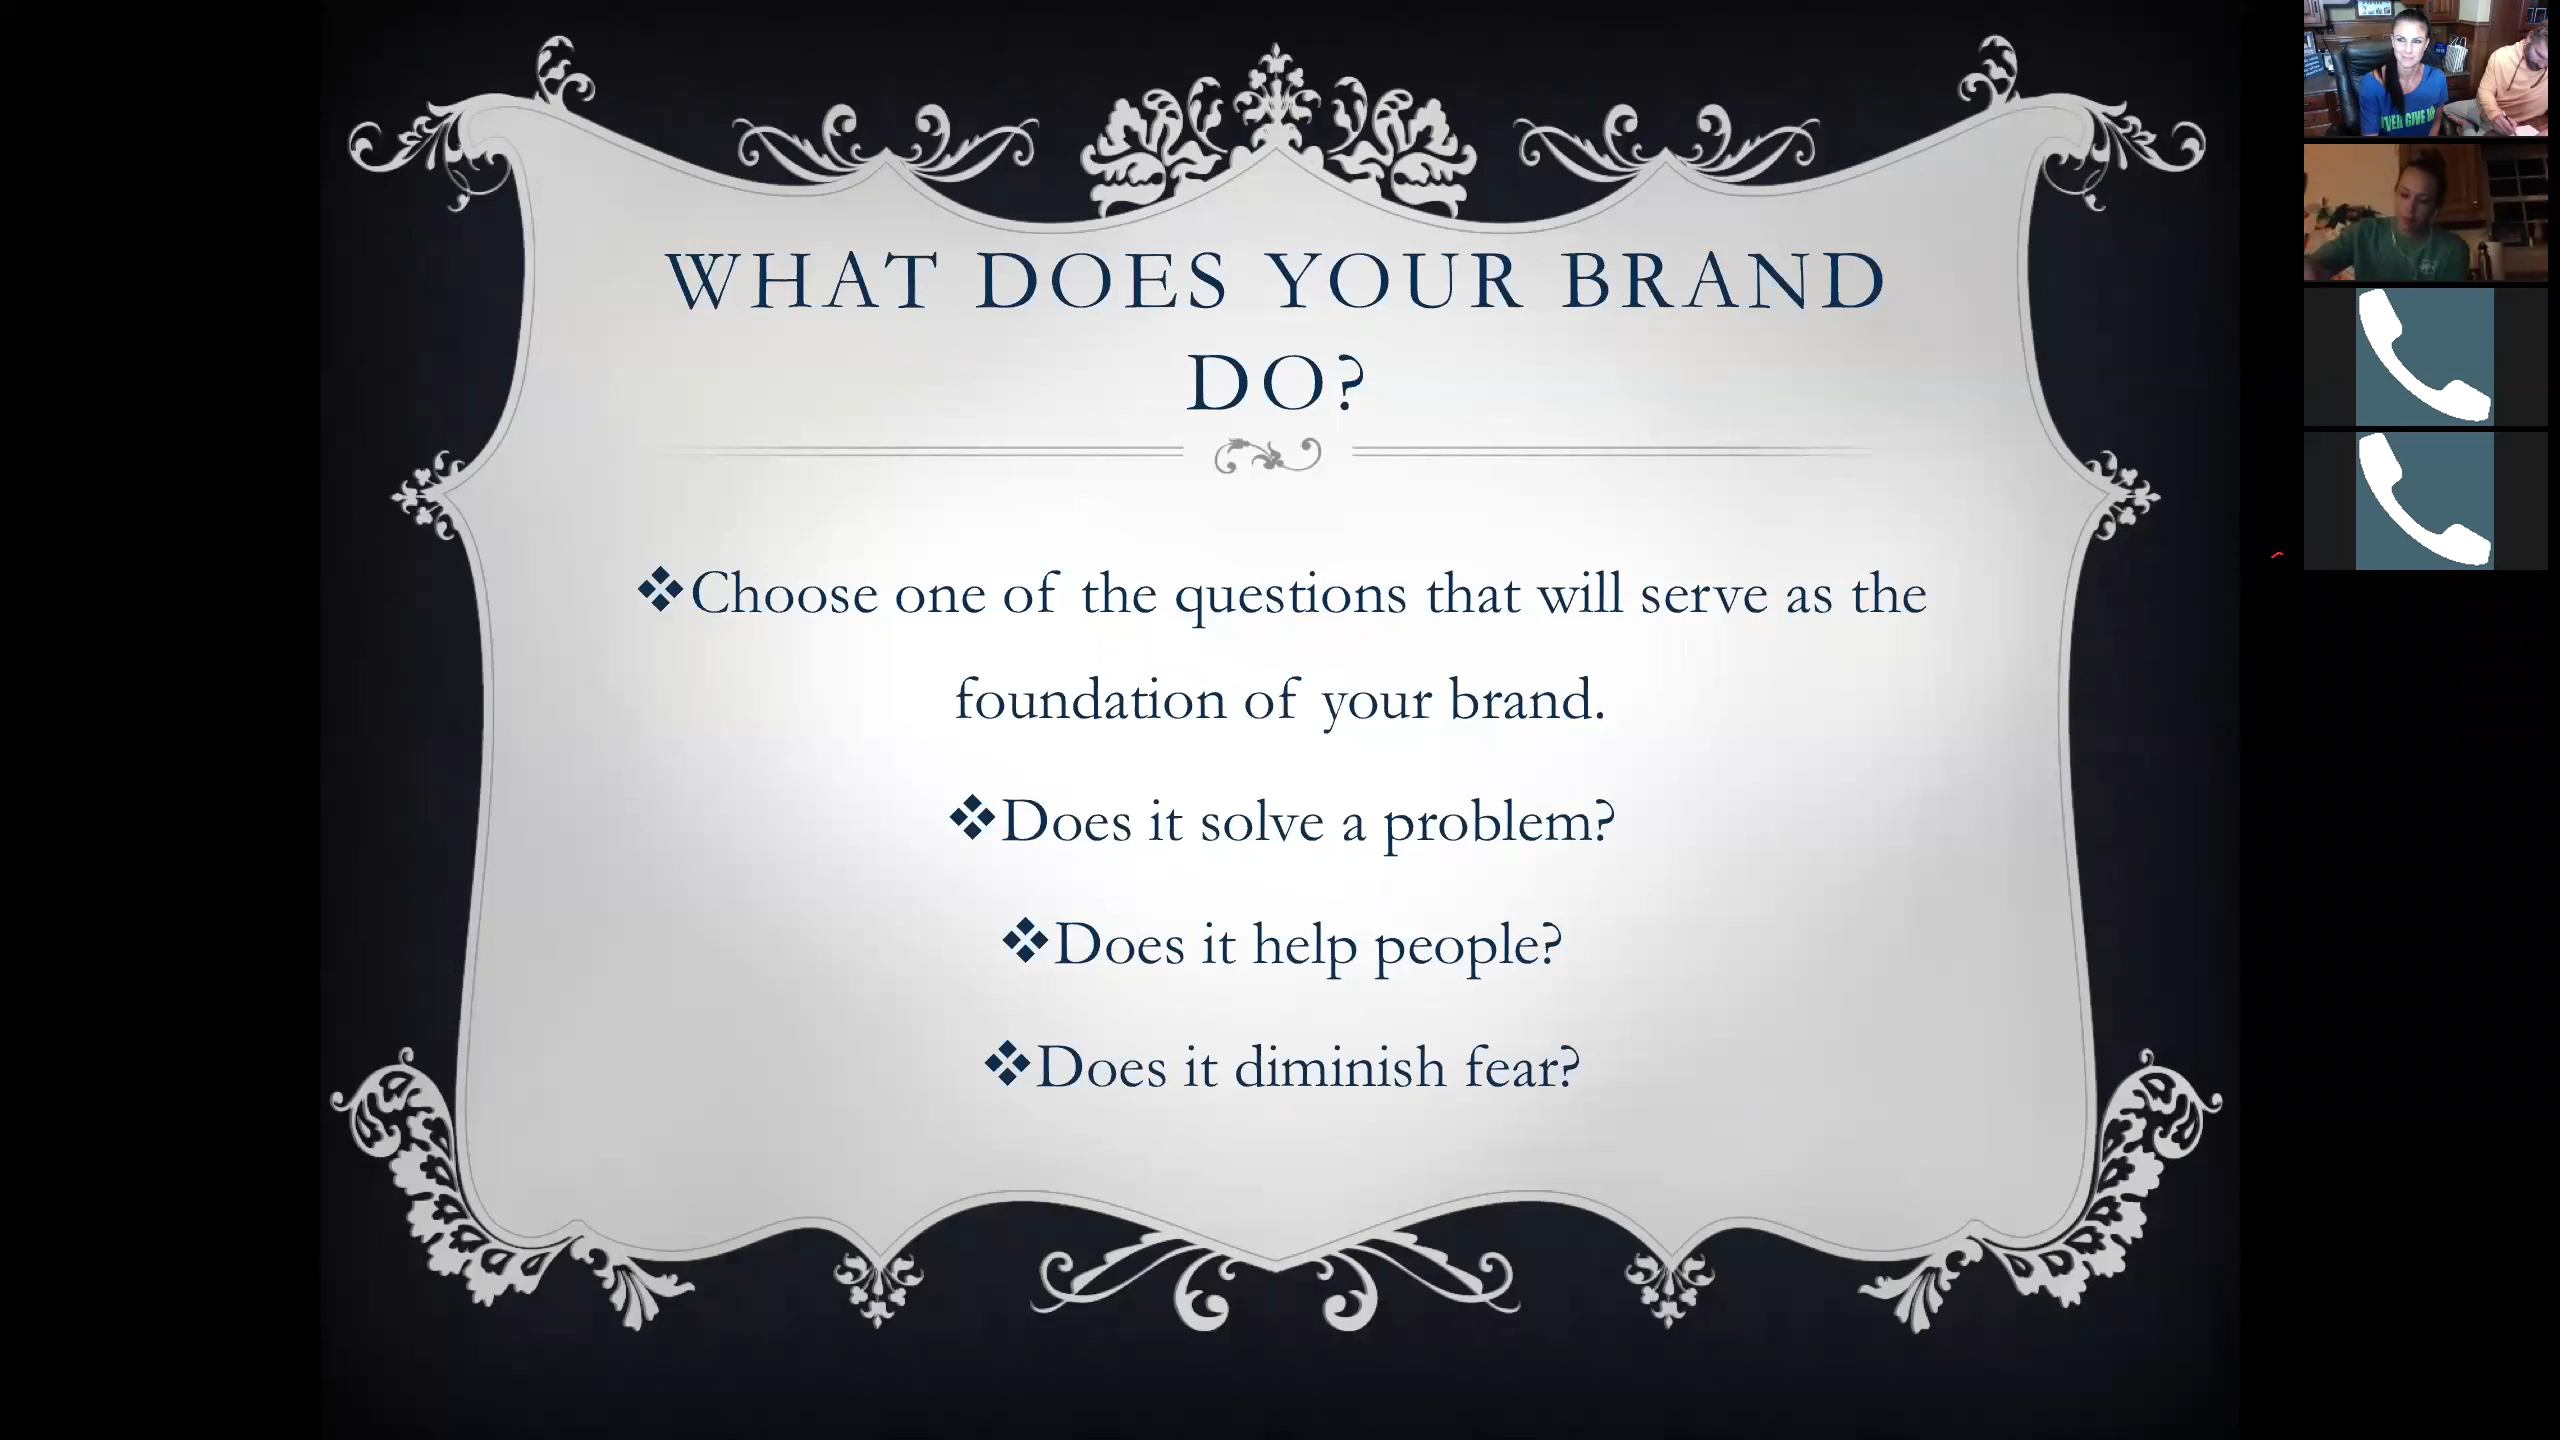 WHAT DOES YOUR BRAND
DO?
❖Choose one of the questions that will serve as the
foundation of your brand.
❖Does it solve a problem?
❖Does it help people?
❖Does it diminish fear?
GIVE